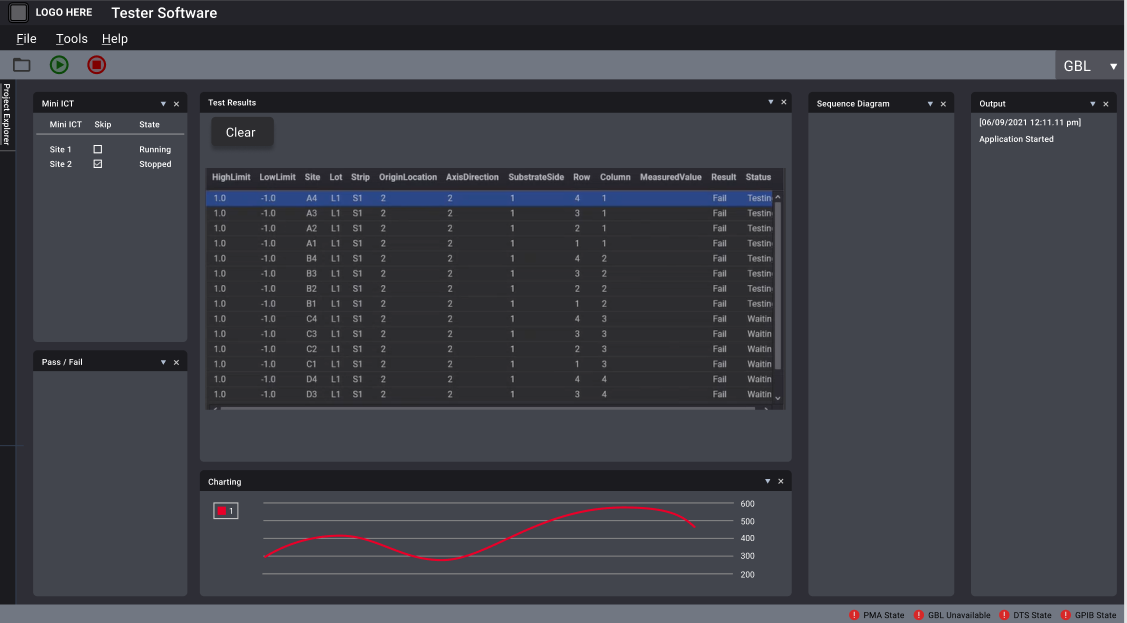 LOGO HERE Tester Software
File Tools Help
GBL
Project Explorer
Mini ICT
Mini ICT Skip State
Site 1 Running
Site 2 Stopped
Pass / Fail
Test Results
Clear
HighLimit LowLimit Site Lot Strip OriginLocation AxisDirection SubstrateSide Row Column MeasuredValue Result Status
1.0 -1.0 A4 L1 S1 2 2 1 4 1 Fail Testin
1.0 -1.0 A3 L1 S1 2 2 1 3 1 Fail Testin
1.0 -1.0 A2 L1 S1 2 2 1 2 1 Fail Testin
1.0 -1.0 A1 L1 S1 2 2 1 1 1 Fail Testin
1.0 -1.0 B4 L1 S1 2 2 1 4 2 Fail Testin
1.0 -1.0 B3 L1 S1 2 2 1 3 2 Fail Testin
1.0 -1.0 B2 L1 S1 2 2 1 2 2 Fail Testin
1.0 -1.0 B1 L1 S1 2 2 1 1 2 Fail Testin
1.0 -1.0 C4 L1 S1 2 2 1 4 3 Fail Waitin
1.0 -1.0 C3 L1 S1 2 2 1 3 3 Fail Waitin
1.0 -1.0 C2 L1 S1 2 2 1 2 3 Fail Waitin
1.0 -1.0 C1 L1 S1 2 2 1 1 3 Fail Waitin
1.0 -1.0 D4 L1 S1 2 2 1 4 4 Fail Waitin
1.0 -1.0 D3 L1 S1 2 2 1 3 4 Fail Waitin
Charting
1
600
500
400
300
200
Sequence Diagram
Output
[06/09/2021 12:11.11 pm]
Application Started
PMA State GBL Unavailable DTS State GPIB State